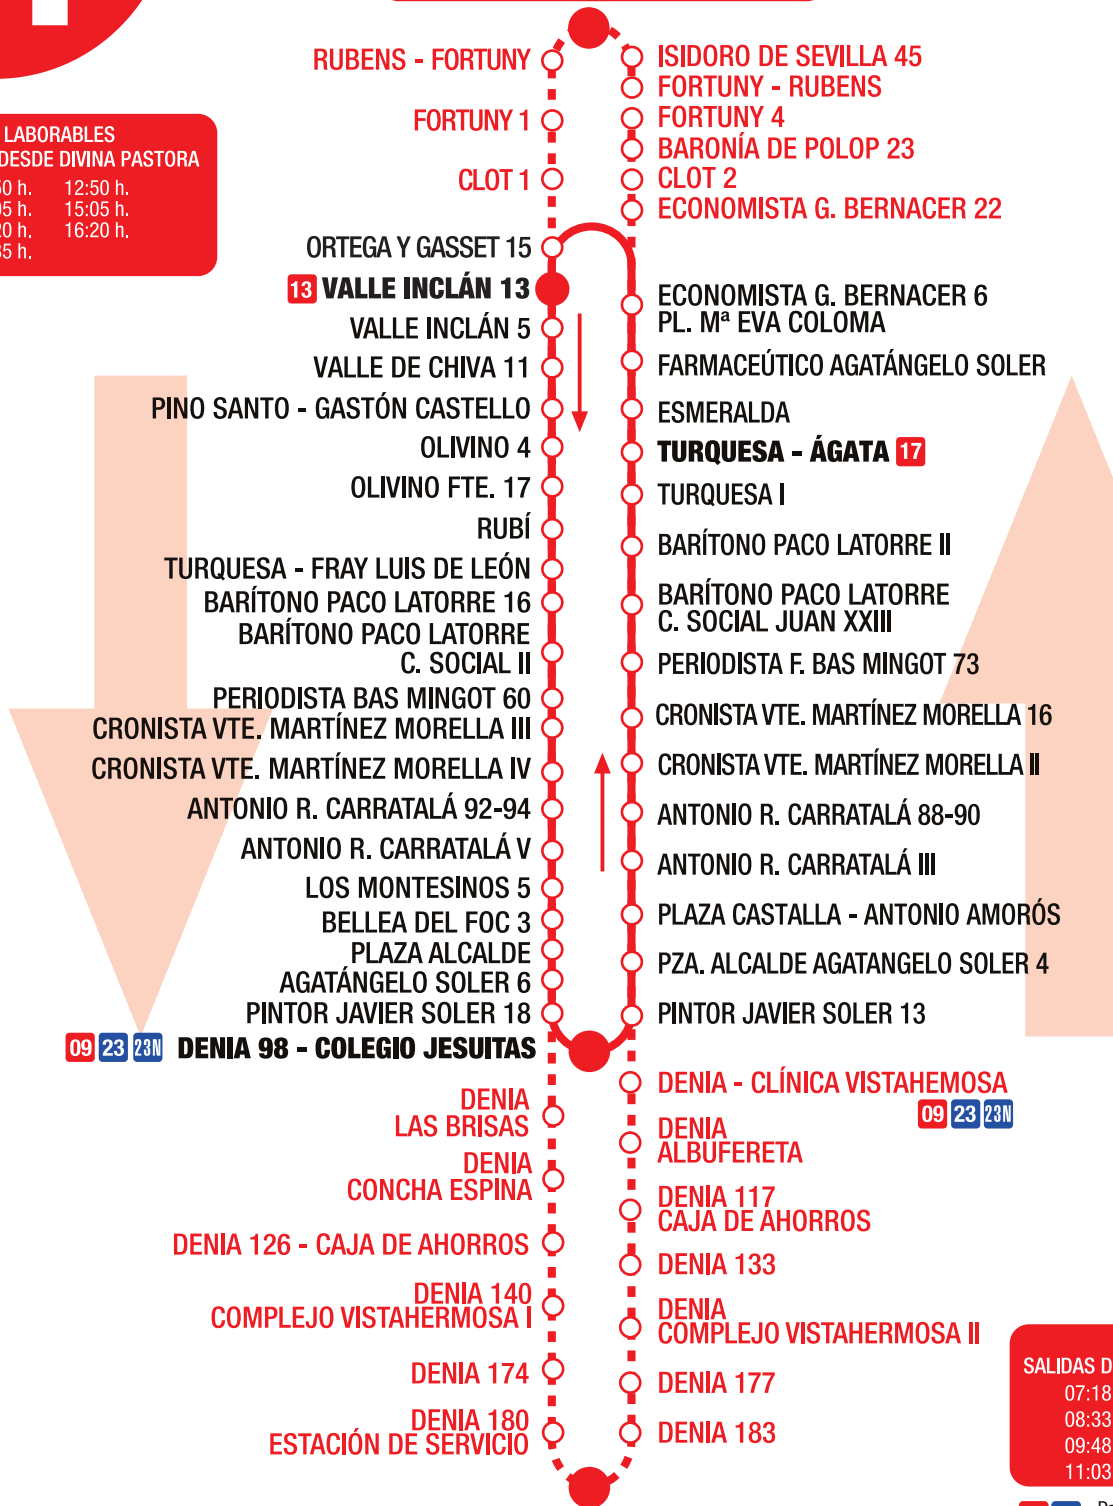 RUBENS - FORTUNY
FORTUNY 1
CLOT 1
LABORABLES
DESDE DIVINA PASTORA
12:50 h.
15:05 h.
16:20 h.
ORTEGA Y GASSET 15
13 VALLE INCLÁN 13
VALLE INCLÁN 5
VALLE DE CHIVA 11
PINO SANTO - GASTÓN CASTELLO
OLIVINO 4
OLIVINO FTE. 17
RUBÍ
TURQUESA - FRAY LUIS DE LEÓN
BARÍTONO PACO LATORRE 16
BARÍTONO PACO LATORRE
C. SOCIAL II
PERIODISTA BAS MINGOT 60
CRONISTA VTE. MARTÍNEZ MORELLA III
CRONISTA VTE. MARTÍNEZ MORELLA IV
ANTONIO R. CARRATALÁ 92-94
ANTONIO R. CARRATALÁ V
LOS MONTESINOS 5
BELLEA DEL FOC 3
PLAZA ALCALDE
AGATÁNGELO SOLER 6
PINTOR JAVIER SOLER 18
09 23 23N DENIA 98 - COLEGIO JESUITAS
DENIA
LAS BRISAS
DENIA
CONCHA ESPINA
DENIA 126 - CAJA DE AHORROS
DENIA 140
COMPLEJO VISTAHERMOSA I
DENIA 174
DENIA 180
ESTACIÓN DE SERVICIO
ISIDORO DE SEVILLA 45
FORTUNY - RUBENS
FORTUNY 4
BARONÍA DE POLOP 23
CLOT 2
ECONOMISTA G. BERNACER 22
ECONOMISTA G. BERNACER 6
PL. Mª EVA COLOMA
FARMACEÚTICO AGATÁNGELO SOLER
ESMERALDA
TURQUESA - ÁGATA 17
TURQUESA I
BARÍTONO PACO LATORRE II
BARÍTONO PACO LATORRE
C. SOCIAL JUAN XXIII
PERIODISTA F. BAS MINGOT 73
CRONISTA VTE. MARTÍNEZ MORELLA 16
CRONISTA VTE. MARTÍNEZ MORELLA II
ANTONIO R. CARRATALÁ 88-90
ANTONIO R. CARRATALÁ III
PLAZA CASTALLA - ANTONIO AMORÓS
PZA. ALCALDE AGATANGELO SOLER 4
PINTOR JAVIER SOLER 13
DENIA - CLÍNICA VISTAHEMOSA
09 23 23N
DENIA
ALBUFERETA
DENIA 117
CAJA DE AHORROS
DENIA 133
DENIA
COMPLEJO VISTAHERMOSA II
DENIA 177
DENIA 183
SALIDAS D
07:18
08:33
09:48
11:03